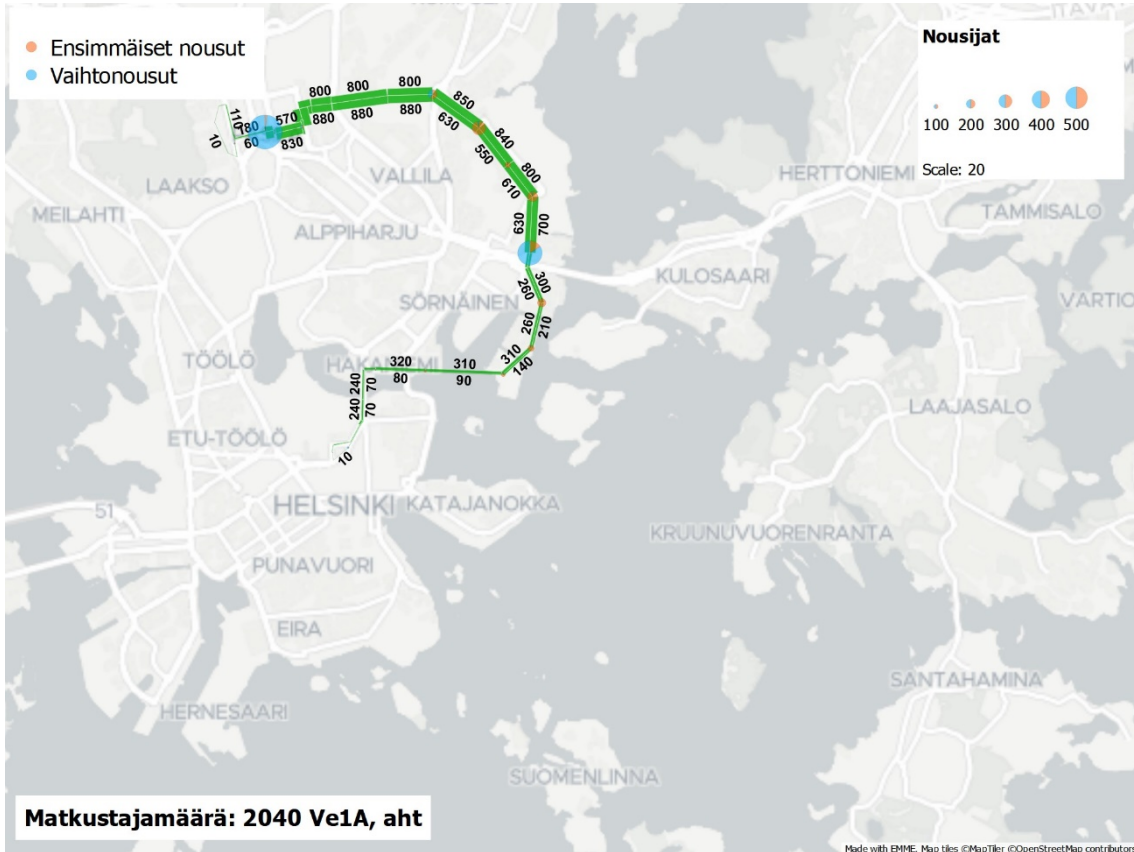 Ensimmäiset nousut
Vaihtonousut
Nousijat
100 200 300 400 500
Scale: 20
800
800
800
880
880
880
850
630
840
550
800
610
630
700
110
10
180
60
570
830
LAAKSO
MEILAHTI
VALLILA
ALPPIHARJU
HERTTONIEMI
TAMMISALO
KULOSAARI
VARTIO
SÖRNÄINEN
300
260
260
210
310
140
TÖÖLÖ
320
310
80
90
240
70
240
70
10
ETU-TÖÖLÖ
LAAJASALO
51
HELSINKI
KATAJANOKKA
KRUUNUVUORENRANTA
PUNAVUORI
EIRA
SANTAHAMINA
HERNESAARI
SUOMENLINNA
Matkustajamäärä: 2040 Ve1A, aht
Made with EMME. Map tiles ©MapTiler ©OpenStreetMap contributors